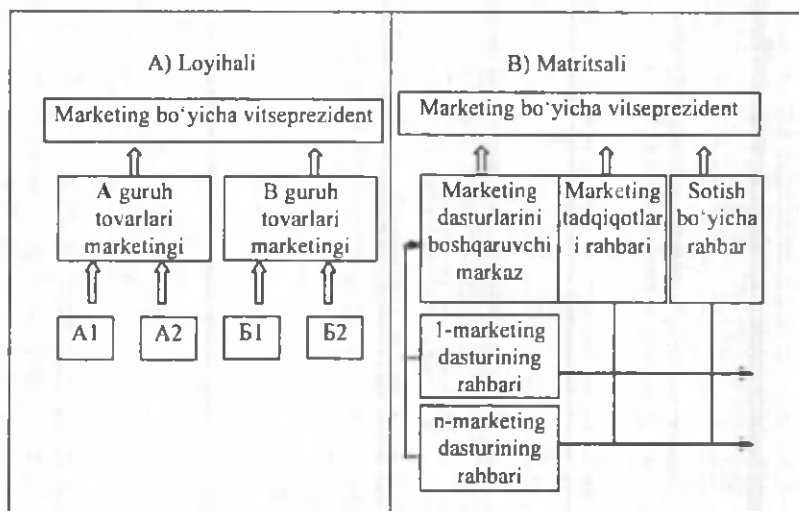 A) Loyihali
Marketing bo‘yicha vitseprezident
A guruh
tovarlari
marketingi
B guruh
tovarlari
marketingi
A1
A2
Б1
Б2
B) Matritsali
Marketing bo‘yicha vitseprezident
Marketing
dasturlarini
boshqaruvchi
markaz
Marketing
tadqiqotlar
i rahbari
Sotish
bo‘yicha
rahbar
1-marketing
dasturining
rahbari
n-marketing
dasturining
rahbari